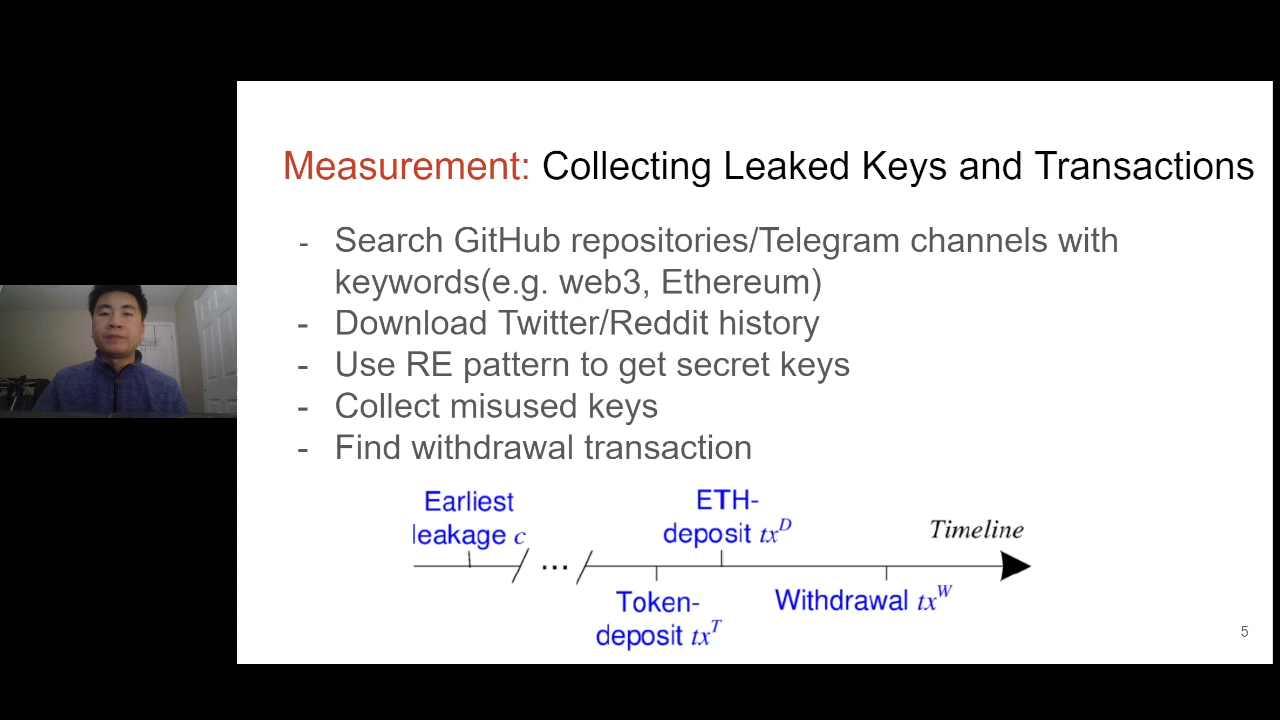 Measurement: Collecting Leaked Keys and Transactions
- Search GitHub repositories/Telegram channels with
keywords(e.g. web3, Ethereum)
- Download Twitter/Reddit history
- Use RE pattern to get secret keys
- Collect misused keys
- Find withdrawal transaction
Earliest
leakage c
...
ETH-
deposit tx^D
Timeline
Token-
deposit tx^T
Withdrawal tx^W
5